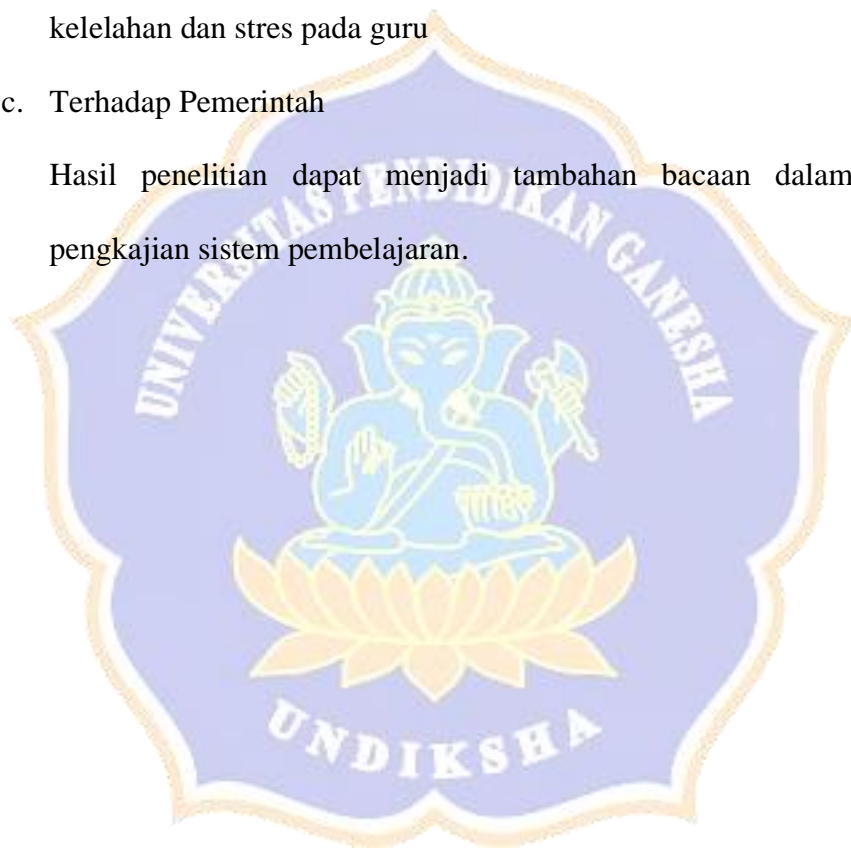 kelelahan dan stres pada guru
c. Terhadap Pemerintah
Hasil penelitian dapat menjadi tambahan bacaan dalam
pengkajian sistem pembelajaran.
UNIVERSITAS PENDIDIKAN GANESHA
UNDIKSHA